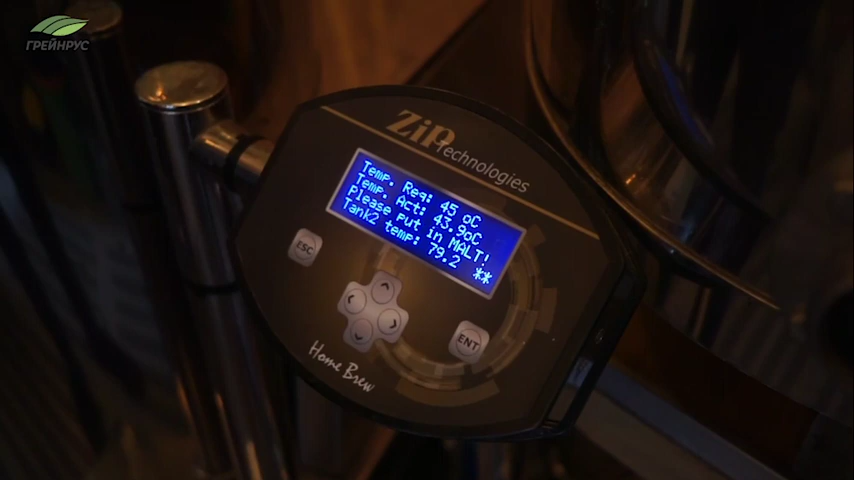 ГРЕЙНРУС
ZiP Technologies
Temp. Req: 45 oC
Temp. Act: 43.9oC
Please put in MALT!
Tank2 temp: 79.2 **
ESC
ENT
Home Brew